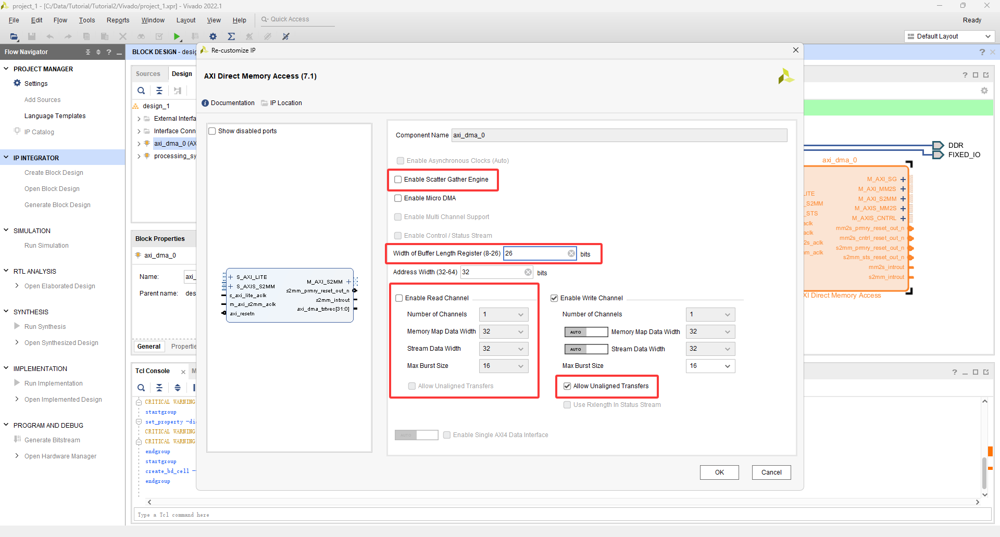 project_1 - [C:/Data/Tutorial/Tutorial2/Vivado/project_1.xpr] - Vivado 2022.1
File Edit Flow Tools Reports Window Layout View Help Quick Access
Ready
Default Layout
Flow Navigator
PROJECT MANAGER
Settings
Add Sources
Language Templates
IP Catalog
IP INTEGRATOR
Create Block Design
Open Block Design
Generate Block Design
SIMULATION
Run Simulation
RTL ANALYSIS
Open Elaborated Design
SYNTHESIS
Run Synthesis
Open Synthesized Design
IMPLEMENTATION
Run Implementation
Open Implemented Design
PROGRAM AND DEBUG
Generate Bitstream
Open Hardware Manager
BLOCK DESIGN - desig
Sources Design
design_1
External Interfa
Interface Conn
axi_dma_0 (AX
processing_sy
Block Properties
axi_dma_0
Name: axi_
Parent name: des
General Propertie
Tcl Console M
CRITICAL WARNING
startgroup
set_property -di
CRITICAL WARNING
CRITICAL WARNING
endgroup
startgroup
create_bd_cell -
endgroup
Type a Tcl command here
Re-customize IP
AXI Direct Memory Access (7.1)
Documentation IP Location
Show disabled ports
S_AXI_LITE
S_AXIS_S2MM
s_axi_lite_aclk
m_axi_s2mm_aclk
axi_resetn
M_AXI_S2MM
s2mm_prmry_reset_out_n
s2mm_introut
axi_dma_tstvec[31:0]
Component Name axi_dma_0
Enable Asynchronous Clocks (Auto)
Enable Scatter Gather Engine
Enable Micro DMA
Enable Multi Channel Support
Enable Control / Status Stream
Width of Buffer Length Register (8-26) 26 bits
Address Width (32-64) 32 bits
Enable Read Channel
Number of Channels 1
Memory Map Data Width 32
Stream Data Width 32
Max Burst Size 16
Allow Unaligned Transfers
Enable Write Channel
Number of Channels 1
AUTO Memory Map Data Width 32
AUTO Stream Data Width 32
Max Burst Size 16
Allow Unaligned Transfers
Use Rxlength In Status Stream
AUTO Enable Single AXI4 Data Interface
OK Cancel
DDR
FIXED_IO
axi_dma_0
M_AXI_SG
M_AXI_MM2S
M_AXI_S2MM
M_AXIS_MM2S
M_AXIS_CNTRL
mm2s_prmry_reset_out_n
mm2s_cntrl_reset_out_n
s2mm_prmry_reset_out_n
s2mm_sts_reset_out_n
mm2s_introut
s2mm_introut
LITE
_S2MM
_STS
aclk
aclk
2s_aclk
m_aclk
XI Direct Memory Access